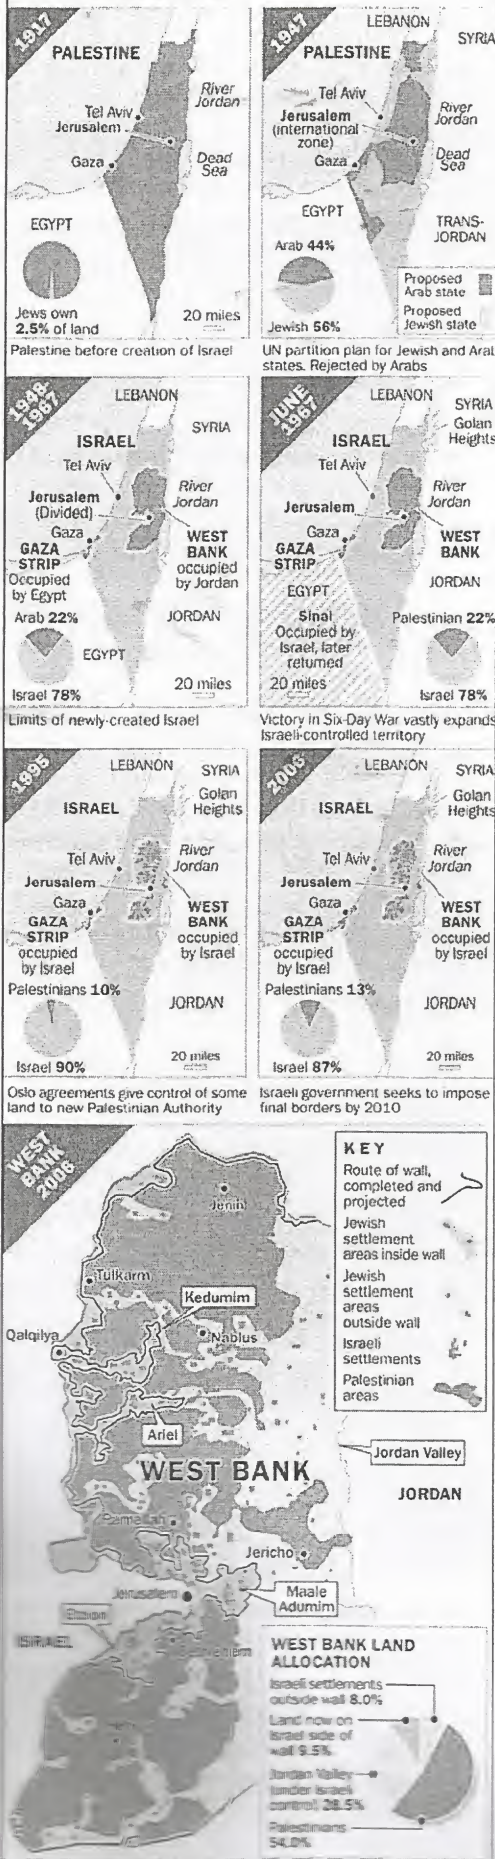 1917
PALESTINE
Tel Aviv
Jerusalem
River
Jordan
Gaza
Dead
Sea
EGYPT
Jews own
2.5% of land
20 miles
Palestine before creation of Israel
1947
LEBANON
SYRIA
PALESTINE
Tel Aviv
Jerusalem
(international
zone)
River
Jordan
Gaza
Dead
Sea
EGYPT
TRANS-
JORDAN
Arab 44%
Jewish 56%
Proposed
Arab state
Proposed
Jewish state
UN partition plan for Jewish and Arab
states. Rejected by Arabs
1948-
1967
LEBANON
SYRIA
ISRAEL
Tel Aviv
Jerusalem
(Divided)
River
Jordan
Gaza
GAZA
STRIP
Occupied
by Egypt
WEST
BANK
occupied
by Jordan
Arab 22%
JORDAN
EGYPT
Israel 78%
20 miles
Limits of newly-created Israel
JUNE
1967
LEBANON
SYRIA
Golan
Heights
ISRAEL
Tel Aviv
Jerusalem
River
Jordan
Gaza
GAZA
STRIP
WEST
BANK
EGYPT
JORDAN
Sinai
Occupied by
Israel, later
returned
Palestinian 22%
20 miles
Israel 78%
Victory in Six-Day War vastly expands
Israeli-controlled territory
1995
LEBANON
SYRIA
Golan
Heights
ISRAEL
Tel Aviv
River
Jordan
Jerusalem
Gaza
GAZA
STRIP
occupied
by Israel
WEST
BANK
occupied
by Israel
Palestinians 10%
JORDAN
Israel 90%
20 miles
Oslo agreements give control of some
land to new Palestinian Authority
2006
LEBANON
SYRIA
Golan
Heights
ISRAEL
Tel Aviv
River
Jordan
Jerusalem
Gaza
GAZA
STRIP
occupied
by Israel
WEST
BANK
occupied
by Israel
Palestinians 13%
JORDAN
Israel 87%
20 miles
Israeli government seeks to impose
final borders by 2010
WEST
BANK
2006
KEY
Route of wall,
completed and
projected
Jewish
settlement
areas inside wall
Jewish
settlement
areas
outside wall
Israeli
settlements
Palestinian
areas
Jenin
Tulkarm
Kedumim
Qalqilya
Nablus
Ariel
Jordan Valley
WEST BANK
JORDAN
Ramallah
Jericho
Jerusalem
Maale
Adumim
ISRAEL
Bethlehem
WEST BANK LAND
ALLOCATION
Israeli settlements
outside wall 8.0%
Land now on
Israel side of
wall 9.5%
Jordan Valley
(under Israeli
control) 28.5%
Palestinians
54.0%